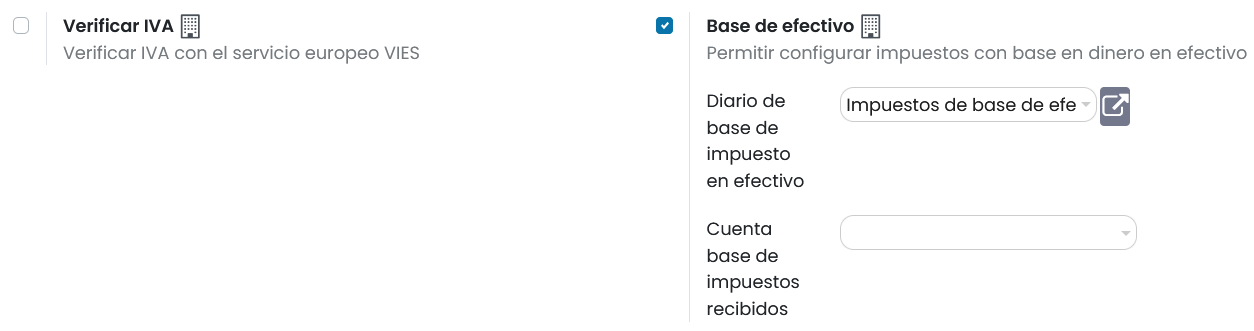 Verificar IVA
Verificar IVA con el servicio europeo VIES
Base de efectivo
Permitir configurar impuestos con base en dinero en efectivo
Diario de
base de
impuesto
en efectivo
Impuestos de base de efe
Cuenta
base de
impuestos
recibidos